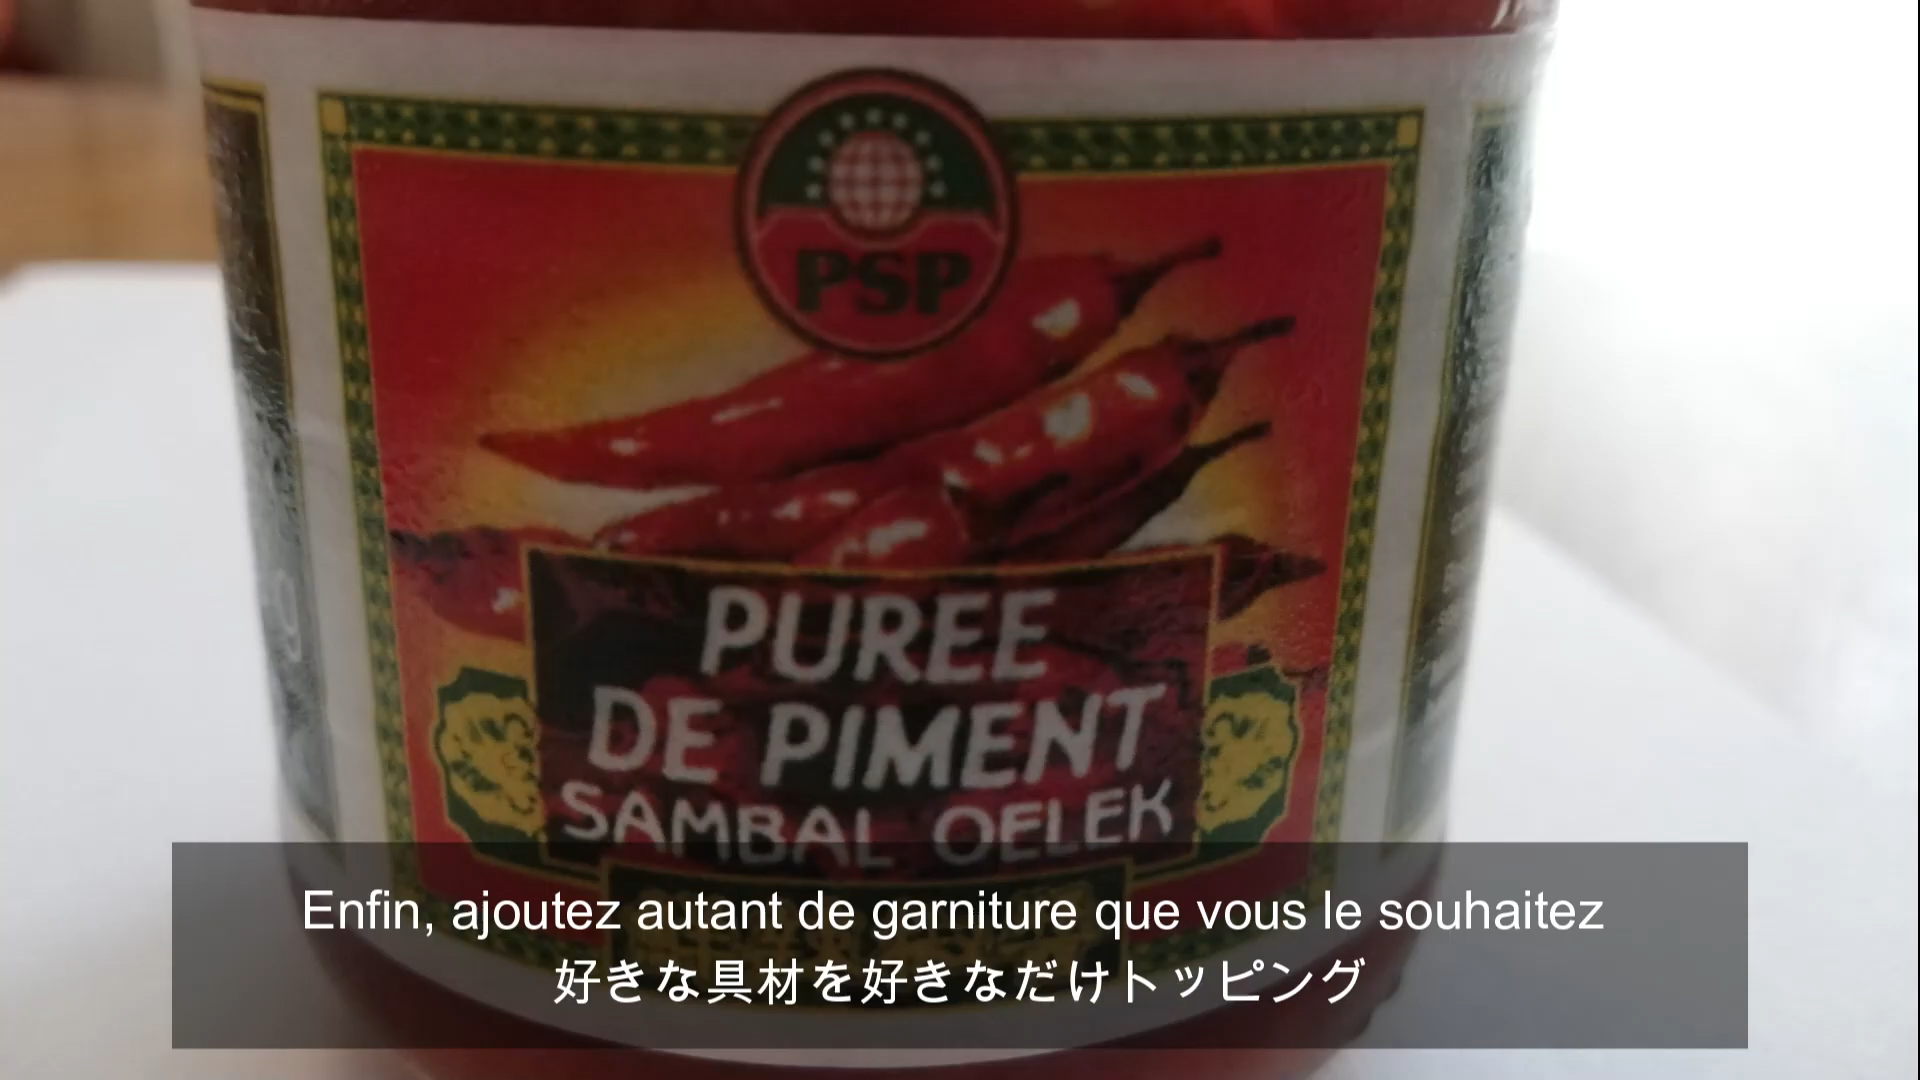 PSP
PUREE
DE PIMENT
SAMBAL OELEK
Enfin, ajoutez autant de garniture que vous le souhaitez
好きな具材を好きなだけトッピング